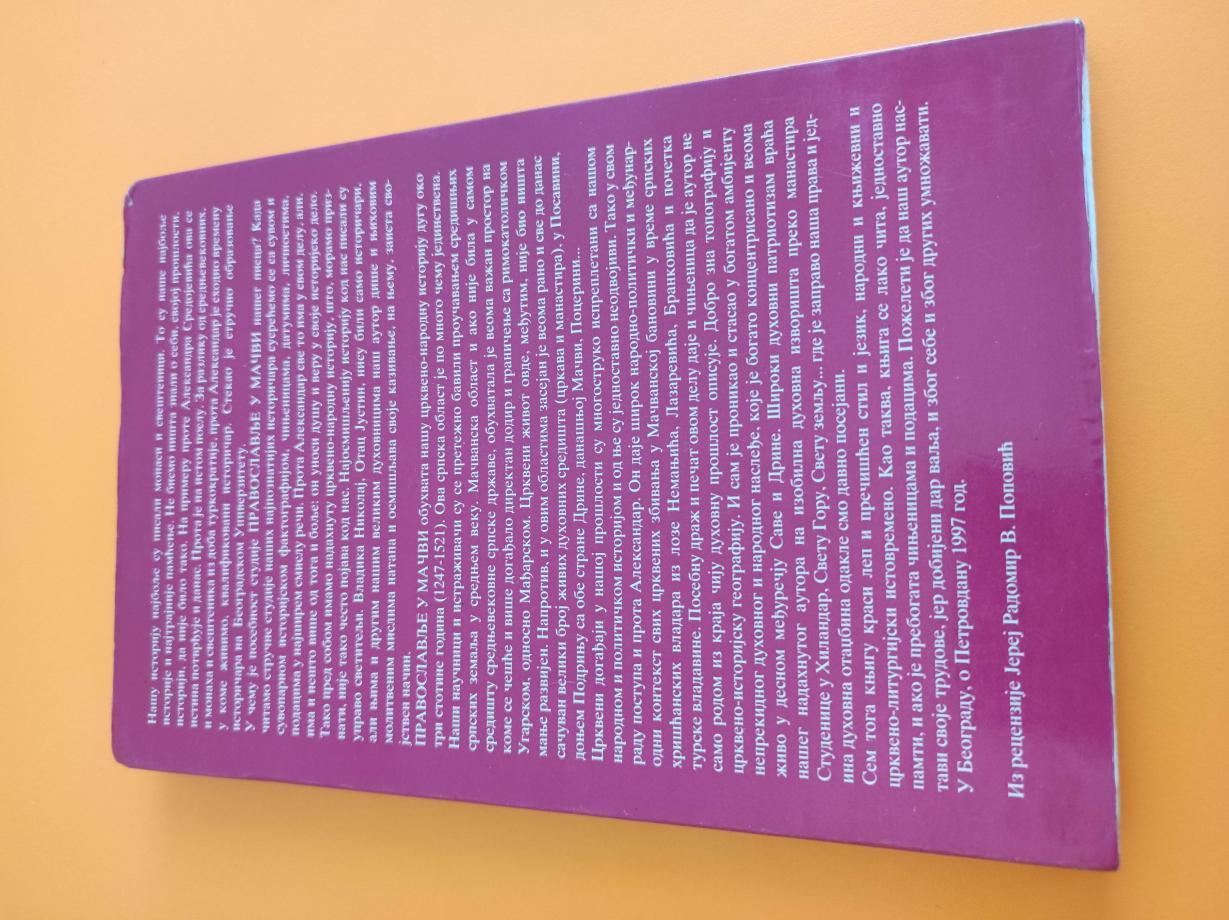 Нашу историју најбоље су писали монаси и свештеници. То су наше најбоље
историје и најтрајније памћење. Не бисмо ништа знали о себи, својој прошлости,
историји, да није било тако. На примеру проте Александра Средојевића ова се
истина потврђује и данас. Прота је на истом послу. За разлику од средњевековних,
и монаха и свештеника из доба туркократије, прота Александар је сходно времену
у коме живимо, квалификовани историчар. Стекао је стручно образовање
историчара на Београдском Универзитету.
У чему је посебност студије ПРАВОСЛАВЉЕ У МАЧВИ нашег писца? Када
читамо стручне студије наших најпознатијих историчара сусрећемо се са сувом и
сувопарном историјском фактографијом, чињеницама, датумима, личностима,
подацима у најширем смислу речи. Прота Александар све то има у свом делу, али,
има и нешто више од тога и боље: он уноси душу и веру у своје историјско дело.
Тако пред собом имамо надахнуту црквено-народну историју, што, морамо приз-
нати, није тако често појава код нас. Најосмишљенију историју код нас писали су
управо свештитељи. Владика Николај, Отац Јустин, нису били само историчари,
али њима и другим нашим великим духовницима наш аутор дише и њиховим
молитвеним мислима натапа и осмишљава своје казивање, на њему, заиста сво-
јствен начин.
ПРАВОСЛАВЉЕ У МАЧВИ обухвата нашу црквено-народну историју дугу око
три стотине година (1247-1521). Ова српска област је по много чему јединствена.
Наши научници и истраживачи су се претежно бавили проучавањем средишњих
српских земаља у средњем веку. Мачванска област и ако није била у самом
средишту средњевековне српске државе, обухватала је веома важан простор на
коме се чешће и више догађало директан додир и граничење са римокатоличком
Угарском, односно Мађарском. Црквени живот овде, међутим, није био ништа
мање развијен. Напротив, и у овим областима засејан је веома рано и све до данас
сачуван велики број живих духовних средишта (цркава и манастира), у Посавини,
доњем Подрињу са обе стране Дрине, данашњој Мачви, Поцерини...
Црквени догађаји у нашој прошлости су многоструко испреплетани са нашом
народном и политичком историјом и од ње су једноставно неодвојиви. Тако у свом
раду поступа и прота Александар. Он даје широк народно-политички и међунар-
одни контекст свих црквених збивања у Мачванској бановини у време српских
хришћанских владара из лозе Немањића, Лазаревића, Бранковића и почетка
турске владавине. Посебну драж печат овом делу даје и чињеница да је аутор не
само родом из краја чију духовну прошлост описује. Добро зна топографију и
црквено-историјску географију. И сам је проникао и стасао у богатом амбијенту
непрекидног духовног и народног наслеђе, које је богато концентрисано и веома
живо у десном међуречју Саве и Дрине. Широки духовни патриотизам враћа
нашег надахнутог аутора на изобилна духовна изворишта преко манастира
Студенице у Хиландар, Свету Гору, Свету земљу... где је заправо наша права и јед-
ина духовна отаџбина одакле смо давно посејани.
Сем тога књигу краси леп и пречишћен стил и језик, народни и књижевни и
црквено-литургијски истовремено. Као таква, књига се лако чита, једноставно
памти, и ако је пребогата чињеницама и подацима. Пожелети је да наш аутор нас-
тави своје трудове, јер добијени дар ваља, и због себе и због других умножавати.
У Београду, о Петровдану 1997 год.
Из рецензије Јереј Радомир В. Поповић